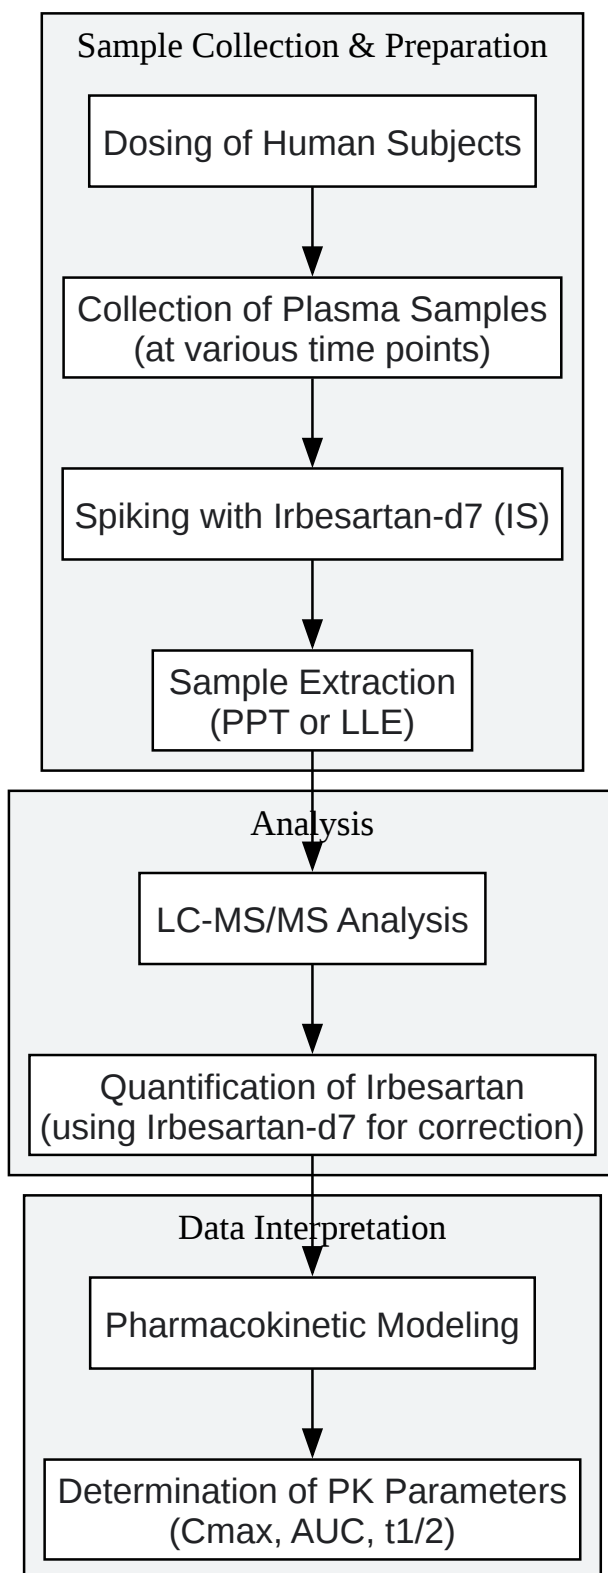 Sample Collection & Preparation
Dosing of Human Subjects
Collection of Plasma Samples
(at various time points)
Spiking with Irbesartan-d7 (IS)
Sample Extraction
(PPT or LLE)
Analysis
LC-MS/MS Analysis
Quantification of Irbesartan
(using Irbesartan-d7 for correction)
Data Interpretation
Pharmacokinetic Modeling
Determination of PK Parameters
(Cmax, AUC, t1/2)